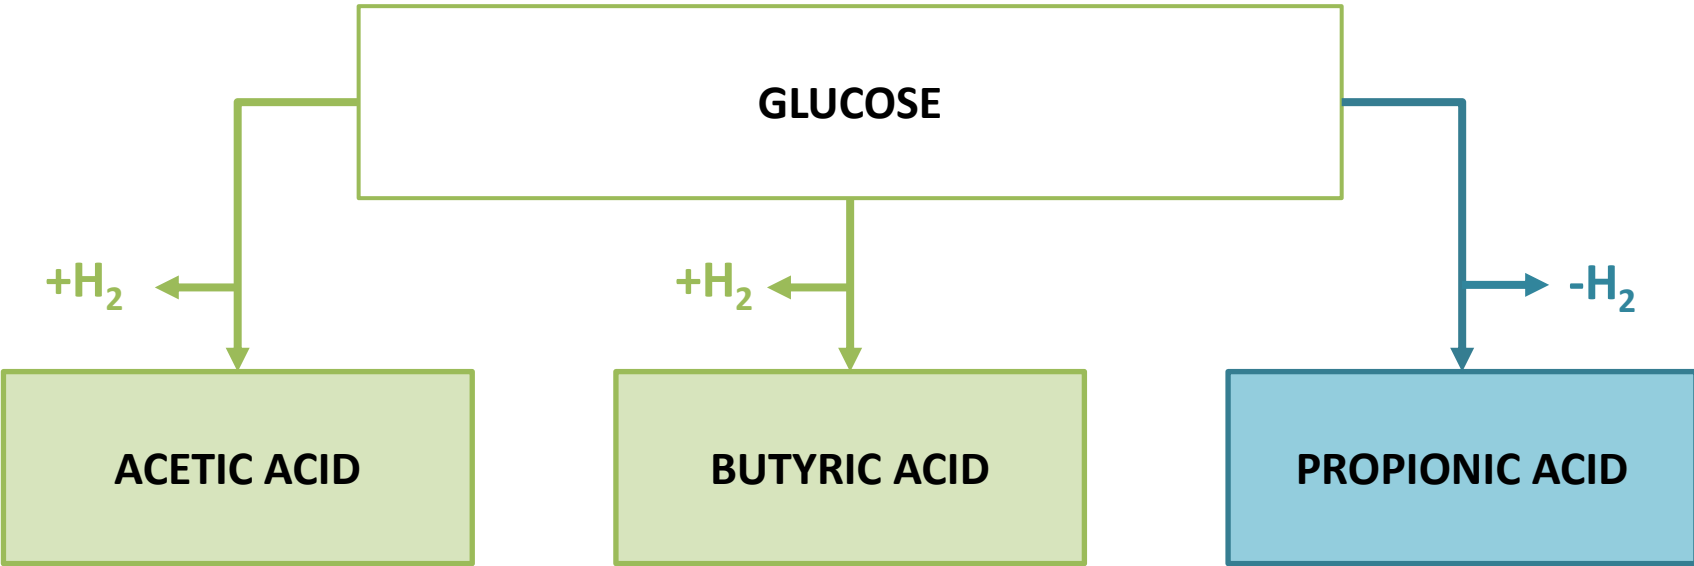 GLUCOSE
+H₂
+H₂
-H₂
ACETIC ACID
BUTYRIC ACID
PROPIONIC ACID